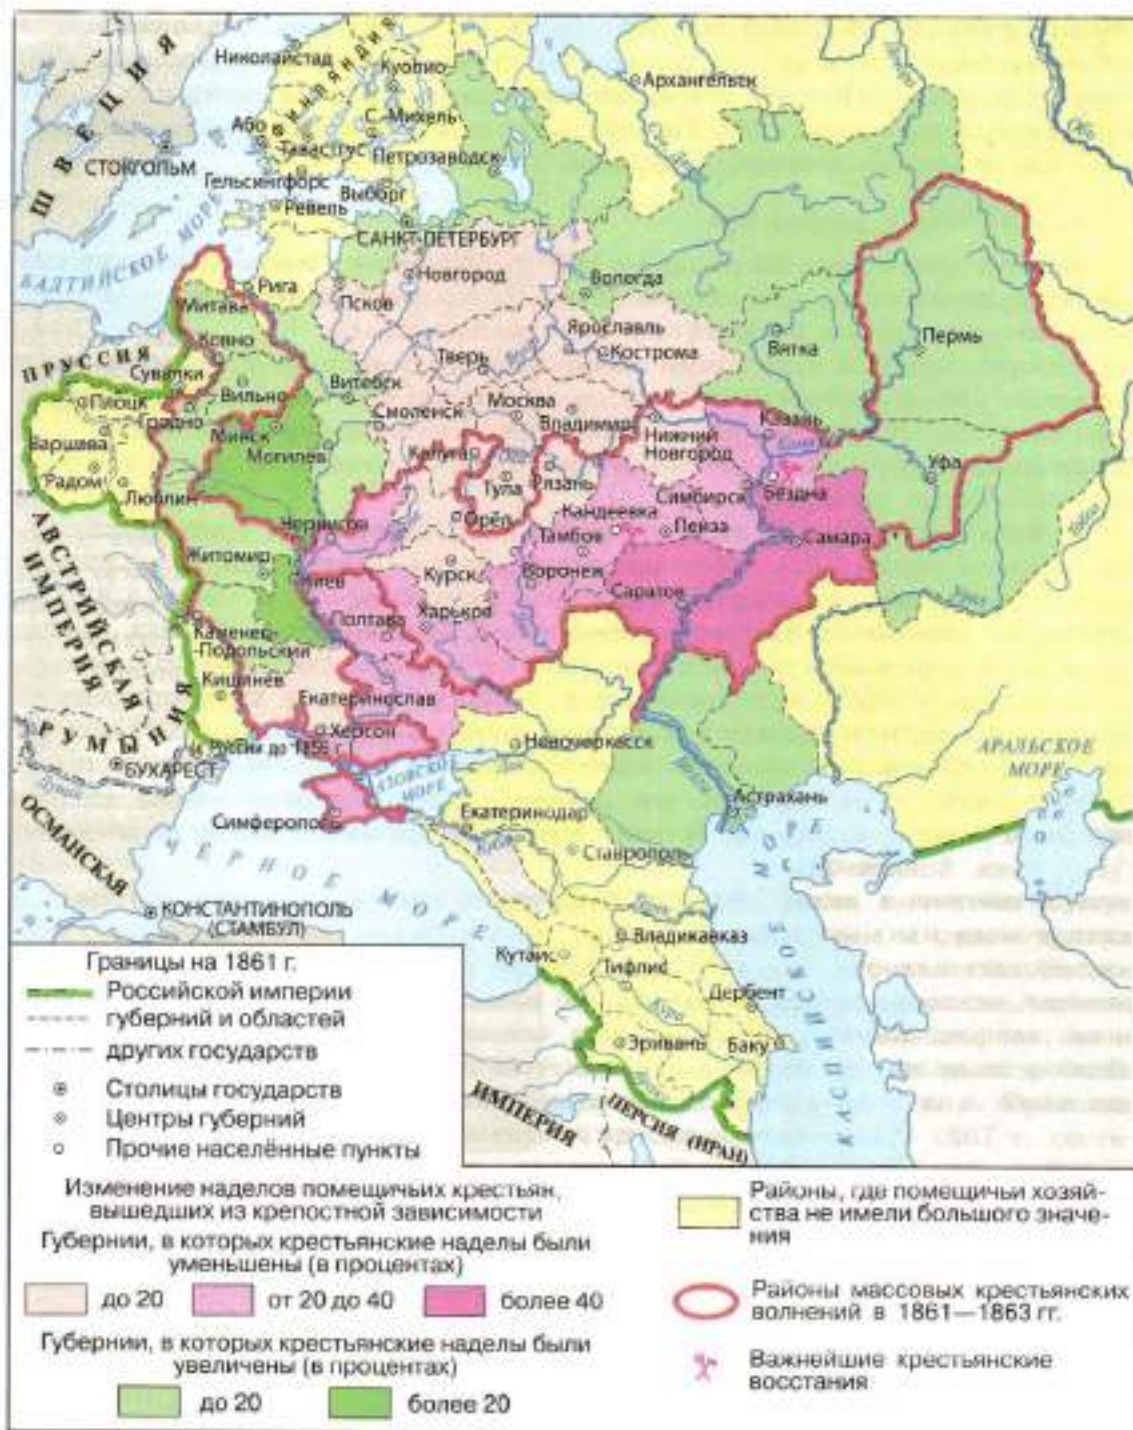 ШВЕЦИЯ
СТОКГОЛЬМ
БАЛТИЙСКОЕ МОРЕ
ФИНЛЯНДИЯ
Николайстад
Куопио
С.-Михель
Або
Тавастгус
Гельсингфорс
Выборг
Ревель
Петрозаводск
Архангельск
САНКТ-ПЕТЕРБУРГ
Новгород
Псков
Вологда
Рига
Митава
Ковно
ПРУССИЯ
Сувалки
Вильно
Витебск
Тверь
Ярославль
Кострома
Вятка
Пермь
Плоцк
Гродно
Варшава
Минск
Могилев
Смоленск
Москва
Владимир
Нижний
Новгород
Казань
Уфа
Радом
Люблин
Калуга
Тула
Рязань
Орёл
Симбирск
Бездна
Кандеевка
Пенза
Тамбов
Самара
Чернигов
Житомир
Киев
Курск
Воронеж
Саратов
Полтава
Харьков
Каменец-
-Подольский
Кишинёв
Екатеринослав
Херсон
(к России до 1856 г.)
АВСТРИЙСКАЯ
ИМПЕРИЯ
РУМЫНИЯ
БУХАРЕСТ
Дунай
ОСМАНСКАЯ
Симферополь
АЗОВСКОЕ
МОРЕ
Новочеркасск
Дон
Екатеринодар
Ставрополь
Астрахань
АРАЛЬСКОЕ
МОРЕ
ЧЁРНОЕ МОРЕ
КОНСТАНТИНОПОЛЬ
(СТАМБУЛ)
Кутаис
Владикавказ
Тифлис
Дербент
Кура
Эривань
Баку
КАСПИЙСКОЕ МОРЕ
ИМПЕРИЯ
ПЕРСИЯ (ИРАН)
Границы на 1861 г.
Российской империи
губерний и областей
других государств
Столицы государств
Центры губерний
Прочие населённые пункты
Изменение наделов помещичьих крестьян,
вышедших из крепостной зависимости
Губернии, в которых крестьянские наделы были
уменьшены (в процентах)
до 20
от 20 до 40
более 40
Губернии, в которых крестьянские наделы были
увеличены (в процентах)
до 20
более 20
Районы, где помещичьи хозяй-
ства не имели большого значе-
ния
Районы массовых крестьянских
волнений в 1861—1863 гг.
Важнейшие крестьянские
восстания